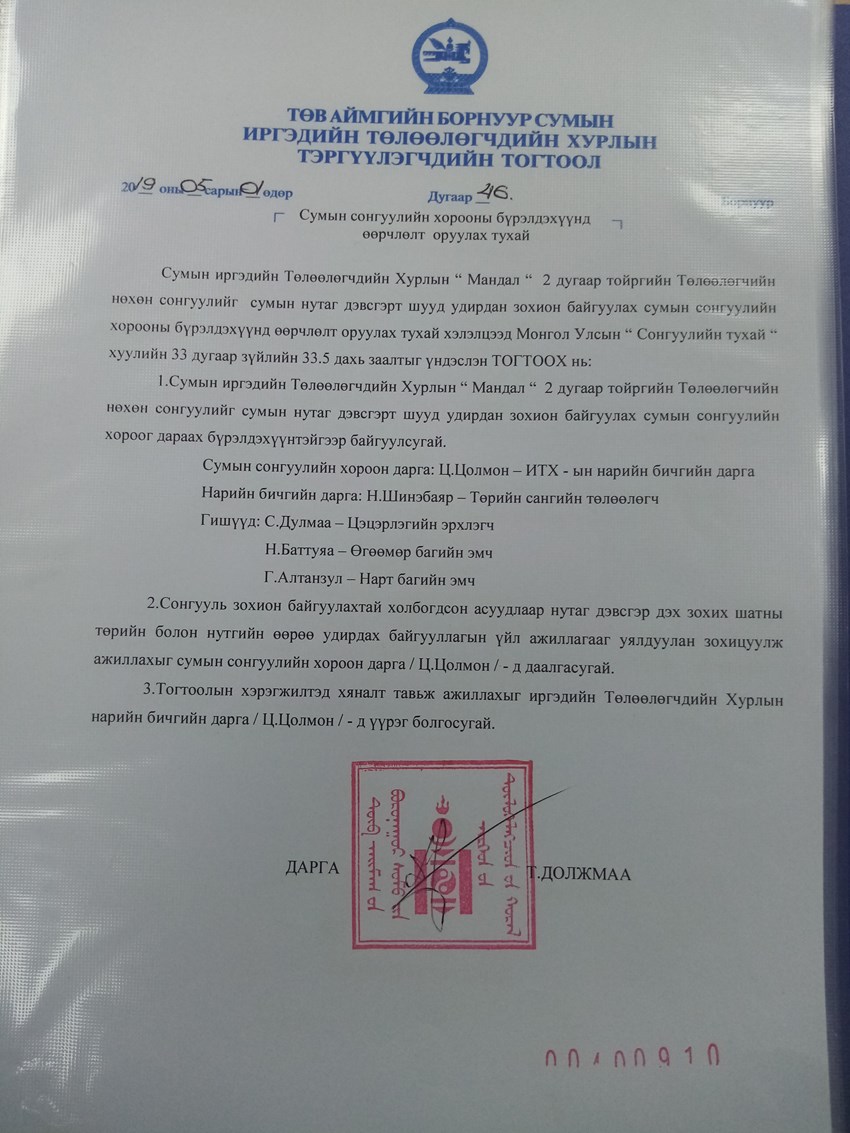 ТӨВ АЙМГИЙН БОРНУУР СУМЫН
ИРГЭДИЙН ТӨЛӨӨЛӨГЧДИЙН ХУРЛЫН
ТЭРГҮҮЛЭГЧДИЙН ТОГТООЛ
2019 оны 05 сарын 01 өдөр Дугаар 46. Борнуур
Сумын сонгуулийн хорооны бүрэлдэхүүнд
өөрчлөлт оруулах тухай
Сумын иргэдийн Төлөөлөгчдийн Хурлын “ Мандал “ 2 дугаар тойргийн Төлөөлөгчийн
нөхөн сонгуулийг сумын нутаг дэвсгэрт шууд удирдан зохион байгуулах сумын сонгуулийн
хорооны бүрэлдэхүүнд өөрчлөлт оруулах тухай хэлэлцээд Монгол Улсын “ Сонгуулийн тухай “
хуулийн 33 дугаар зүйлийн 33.5 дахь заалтыг үндэслэн ТОГТООХ нь:
1.Сумын иргэдийн Төлөөлөгчдийн Хурлын “ Мандал “ 2 дугаар тойргийн Төлөөлөгчийн
нөхөн сонгуулийг сумын нутаг дэвсгэрт шууд удирдан зохион байгуулах сумын сонгуулийн
хороог дараах бүрэлдэхүүнтэйгээр байгуулсугай.
Сумын сонгуулийн хороон дарга: Ц.Цолмон – ИТХ - ын нарийн бичгийн дарга
Нарийн бичгийн дарга: Н.Шинэбаяр – Төрийн сангийн төлөөлөгч
Гишүүд: С.Дулмаа – Цэцэрлэгийн эрхлэгч
Н.Баттуяа – Өгөөмөр багийн эмч
Г.Алтанзул – Нарт багийн эмч
2.Сонгууль зохион байгуулахтай холбогдсон асуудлаар нутаг дэвсгэр дэх зохих шатны
төрийн болон нутгийн өөрөө удирдах байгууллагын үйл ажиллагааг уялдуулан зохицуулж
ажиллахыг сумын сонгуулийн хороон дарга / Ц.Цолмон / - д даалгасугай.
3.Тогтоолын хэрэгжилтэд хяналт тавьж ажиллахыг иргэдийн Төлөөлөгчдийн Хурлын
нарийн бичгийн дарга / Ц.Цолмон / - д үүрэг болгосугай.
ДАРГА Т.ДОЛЖМАА